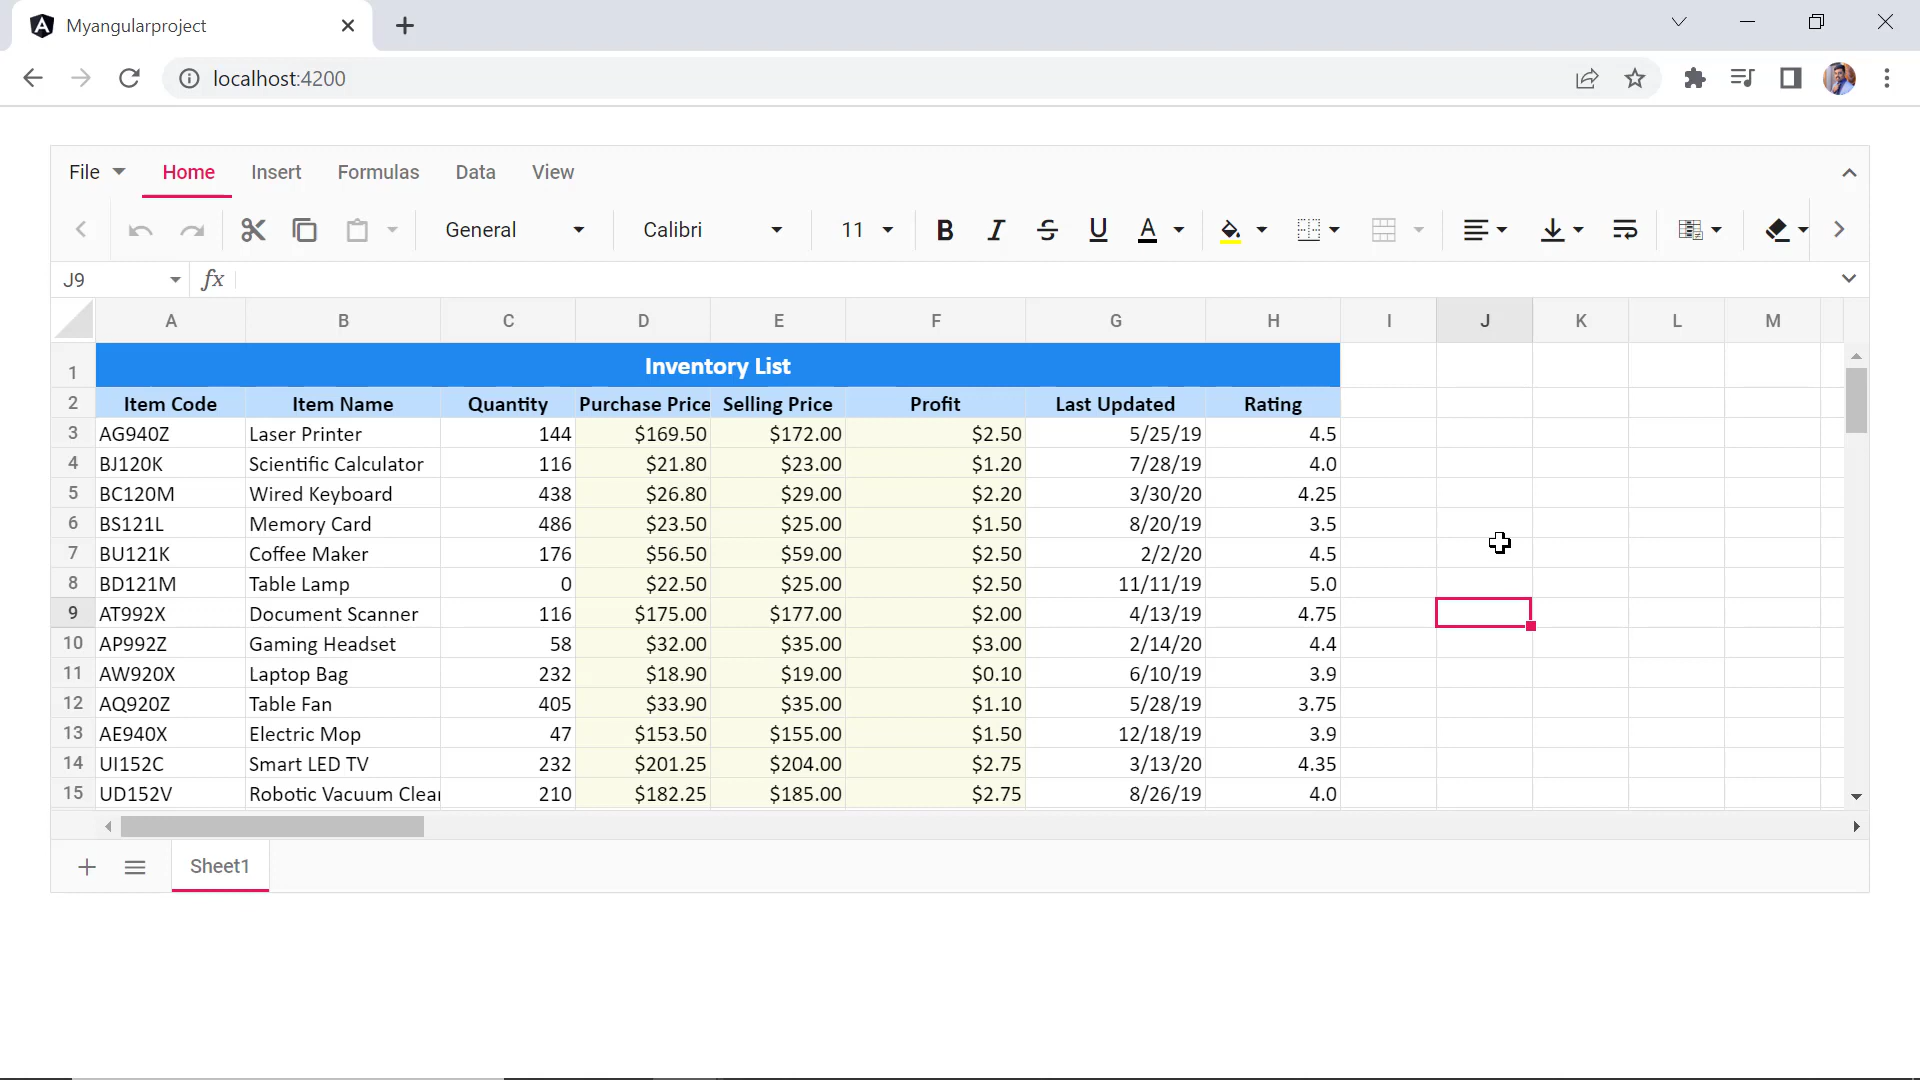 Myangularproject
localhost:4200
File Home Insert Formulas Data View
General Calibri 11 B I S U A
J9 fx
A B C D E F G H I J K L M
1 Inventory List
2 Item Code Item Name Quantity Purchase Price Selling Price Profit Last Updated Rating
3 AG940Z Laser Printer 144 $169.50 $172.00 $2.50 5/25/19 4.5
4 BJ120K Scientific Calculator 116 $21.80 $23.00 $1.20 7/28/19 4.0
5 BC120M Wired Keyboard 438 $26.80 $29.00 $2.20 3/30/20 4.25
6 BS121L Memory Card 486 $23.50 $25.00 $1.50 8/20/19 3.5
7 BU121K Coffee Maker 176 $56.50 $59.00 $2.50 2/2/20 4.5
8 BD121M Table Lamp 0 $22.50 $25.00 $2.50 11/11/19 5.0
9 AT992X Document Scanner 116 $175.00 $177.00 $2.00 4/13/19 4.75
10 AP992Z Gaming Headset 58 $32.00 $35.00 $3.00 2/14/20 4.4
11 AW920X Laptop Bag 232 $18.90 $19.00 $0.10 6/10/19 3.9
12 AQ920Z Table Fan 405 $33.90 $35.00 $1.10 5/28/19 3.75
13 AE940X Electric Mop 47 $153.50 $155.00 $1.50 12/18/19 3.9
14 UI152C Smart LED TV 232 $201.25 $204.00 $2.75 3/13/20 4.35
15 UD152V Robotic Vacuum Clear 210 $182.25 $185.00 $2.75 8/26/19 4.0
Sheet1